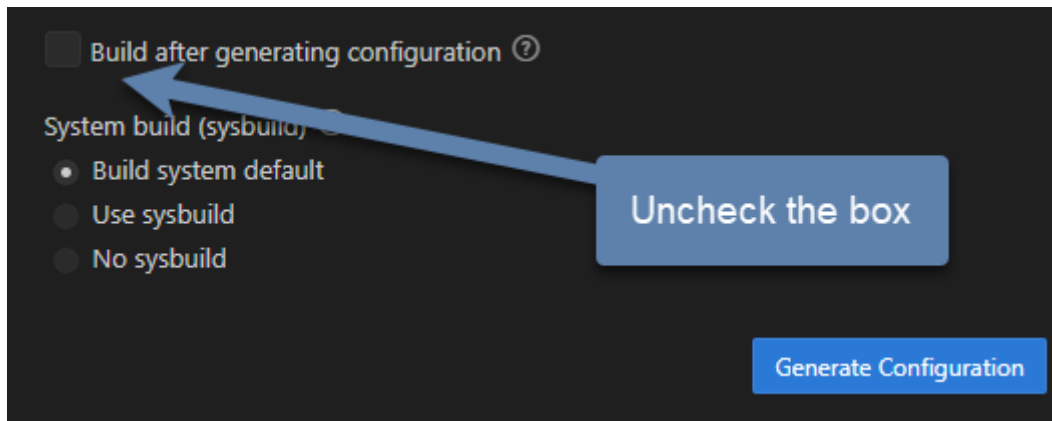 Build after generating configuration ?
System build (sysbuild)
Build system default
Use sysbuild
No sysbuild
Uncheck the box
Generate Configuration